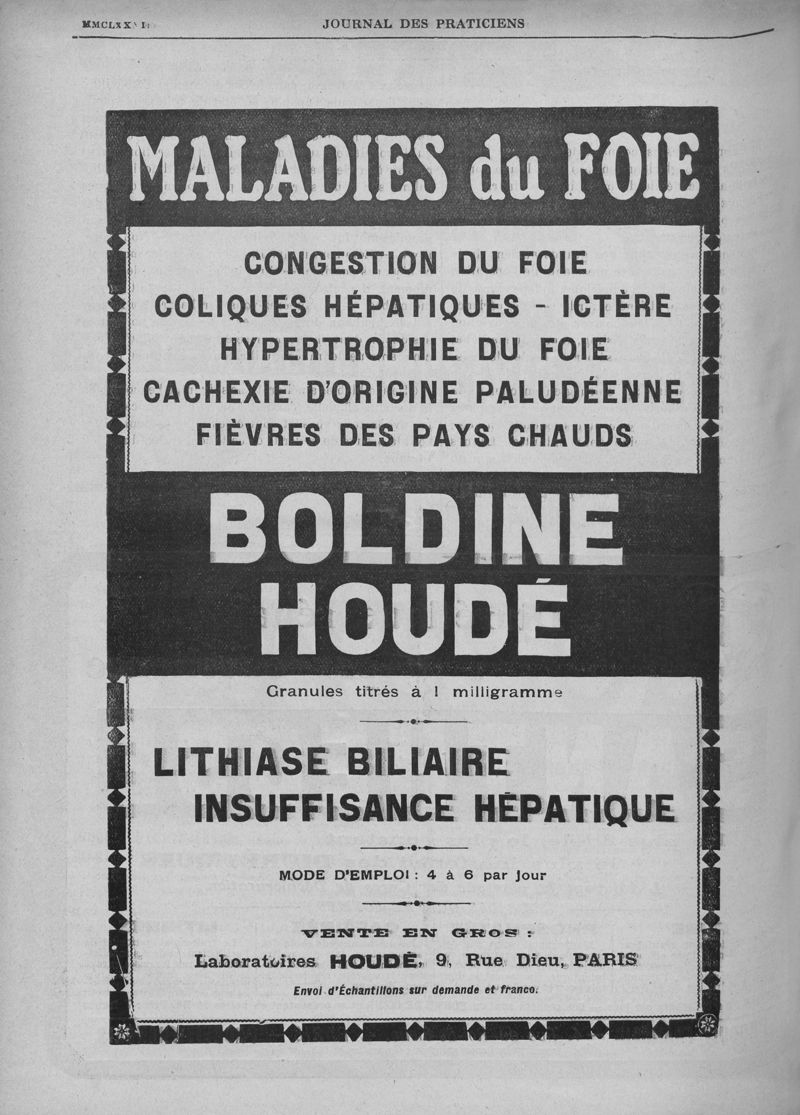 JOURNAL DES PRATICIENS
MALADIES du FOIE
CONGESTION DU FOIE
COLIQUES HÉPATIQUES - ICTÈRE
HYPERTROPHIE DU FOIE
CACHEXIE D'ORIGINE PALUDÉENNE
FIÈVRES DES PAYS CHAUDS
BOLDINE
HOUDÉ
Granules titrés à 1 milligramme
LITHIASE BILIAIRE
INSUFFISANCE HÉPATIQUE
MODE D'EMPLOI : 4 à 6 par jour
VENTE EN GROS :
Laboratoires HOUDÉ, 9, Rue Dieu, PARIS
Envoi d'Échantillons sur demande et franco.